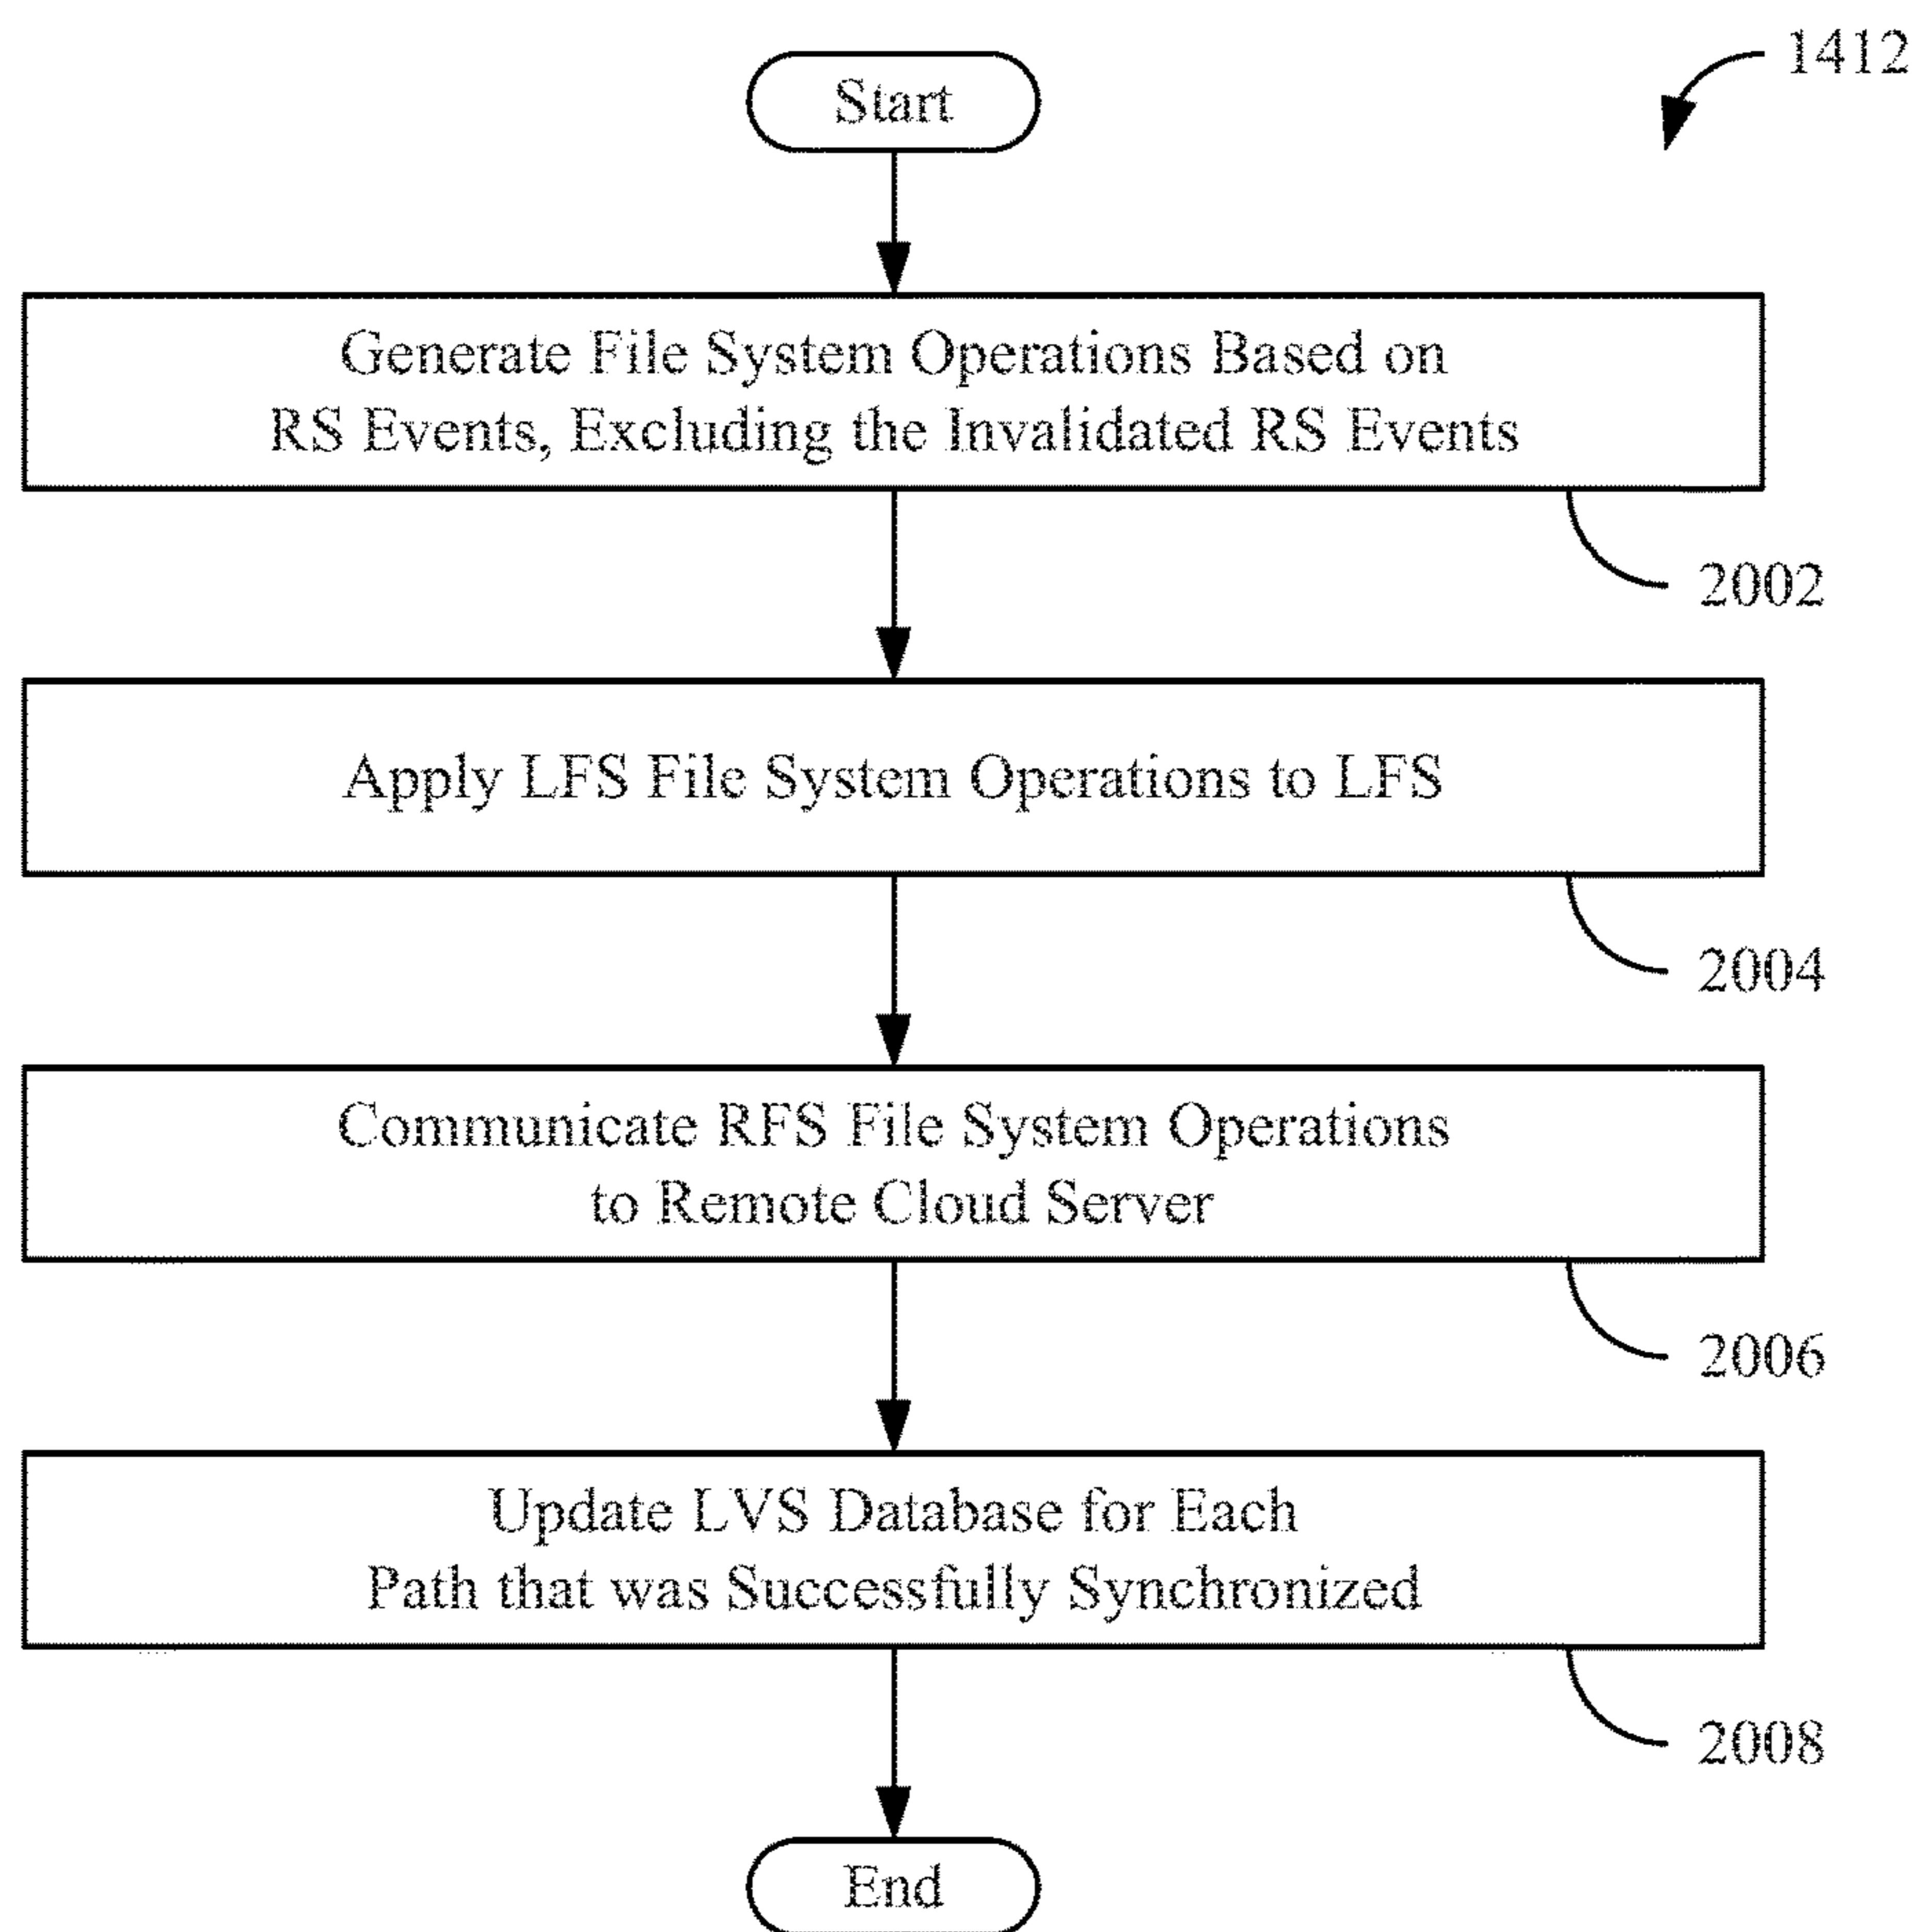 1412
Start
Generate File System Operations Based on
RS Events, Excluding the Invalidated RS Events
2002
Apply LFS File System Operations to LFS
2004
Communicate RFS File System Operations
to Remote Cloud Server
2006
Update LVS Database for Each
Path that was Successfully Synchronized
2008
End